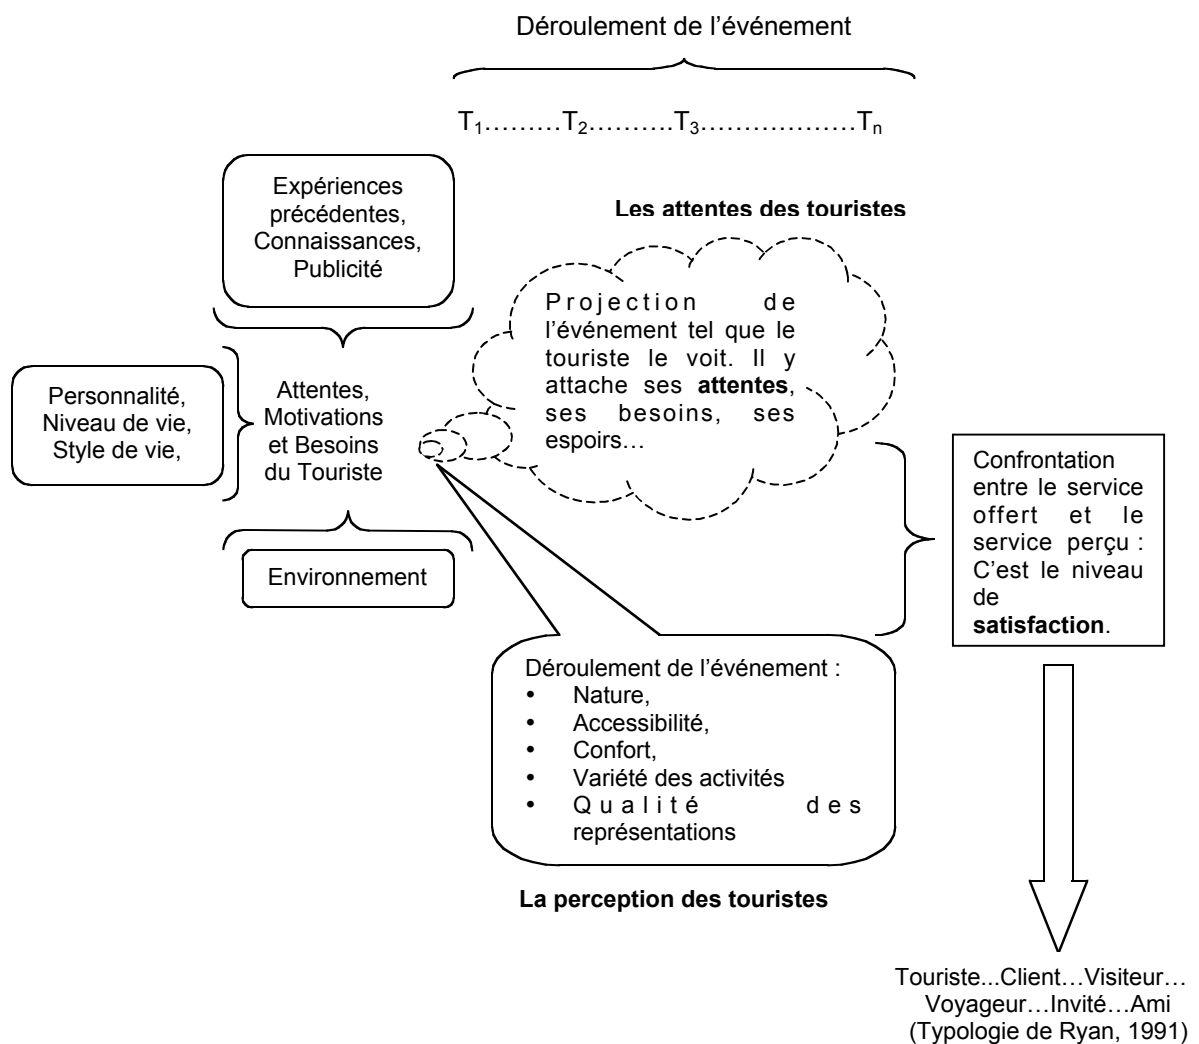 Déroulement de l’événement
T1………T2……….T3………………Tn
Expériences
précédentes,
Connaissances,
Publicité
Les attentes des touristes
Projection de
l’événement tel que le
touriste le voit. Il y
attache ses attentes,
ses besoins, ses
espoirs…
Personnalité,
Niveau de vie,
Style de vie,
Attentes,
Motivations
et Besoins
du Touriste
Environnement
Confrontation
entre le service
offert et le
service perçu :
C’est le niveau
de
satisfaction.
Déroulement de l’événement :
• Nature,
• Accessibilité,
• Confort,
• Variété des activités
• Qualité des
représentations
La perception des touristes
Touriste...Client…Visiteur…
Voyageur…Invité…Ami
(Typologie de Ryan, 1991)